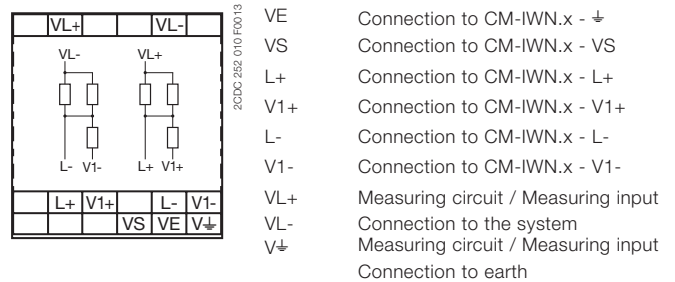 VL+ VL-
VL- VL+
L- V1- L+ V1+
L+ V1+ L- V1-
VS VE V⏚
2CDC 252 010 F0013
VE Connection to CM-IWN.x - ⏚
VS Connection to CM-IWN.x - VS
L+ Connection to CM-IWN.x - L+
V1+ Connection to CM-IWN.x - V1+
L- Connection to CM-IWN.x - L-
V1- Connection to CM-IWN.x - V1-
VL+ Measuring circuit / Measuring input
VL- Connection to the system
V⏚ Measuring circuit / Measuring input
Connection to earth